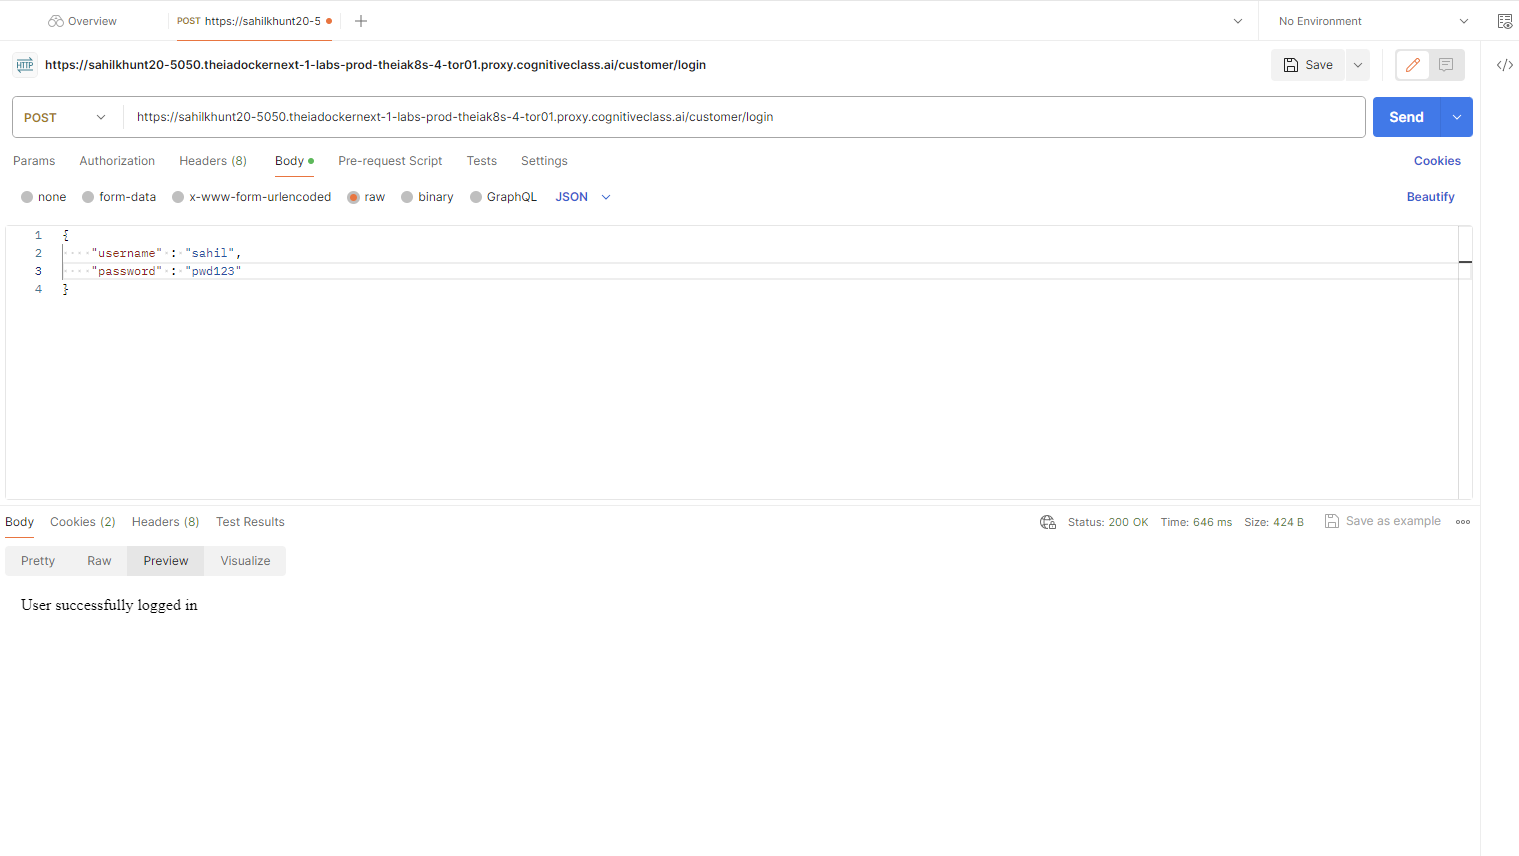 Overview
POST https://sahilkhunt20-5
No Environment
HTTP https://sahilkhunt20-5050.theiadockernext-1-labs-prod-theiak8s-4-tor01.proxy.cognitiveclass.ai/customer/login
Save
</>
POST https://sahilkhunt20-5050.theiadockernext-1-labs-prod-theiak8s-4-tor01.proxy.cognitiveclass.ai/customer/login
Send
Params Authorization Headers (8) Body Pre-request Script Tests Settings Cookies
none form-data x-www-form-urlencoded raw binary GraphQL JSON Beautify
1 {
2 "username" : "sahil",
3 "password" : "pwd123"
4 }
Body Cookies (2) Headers (8) Test Results Status: 200 OK Time: 646 ms Size: 424 B Save as example
Pretty Raw Preview Visualize
User successfully logged in